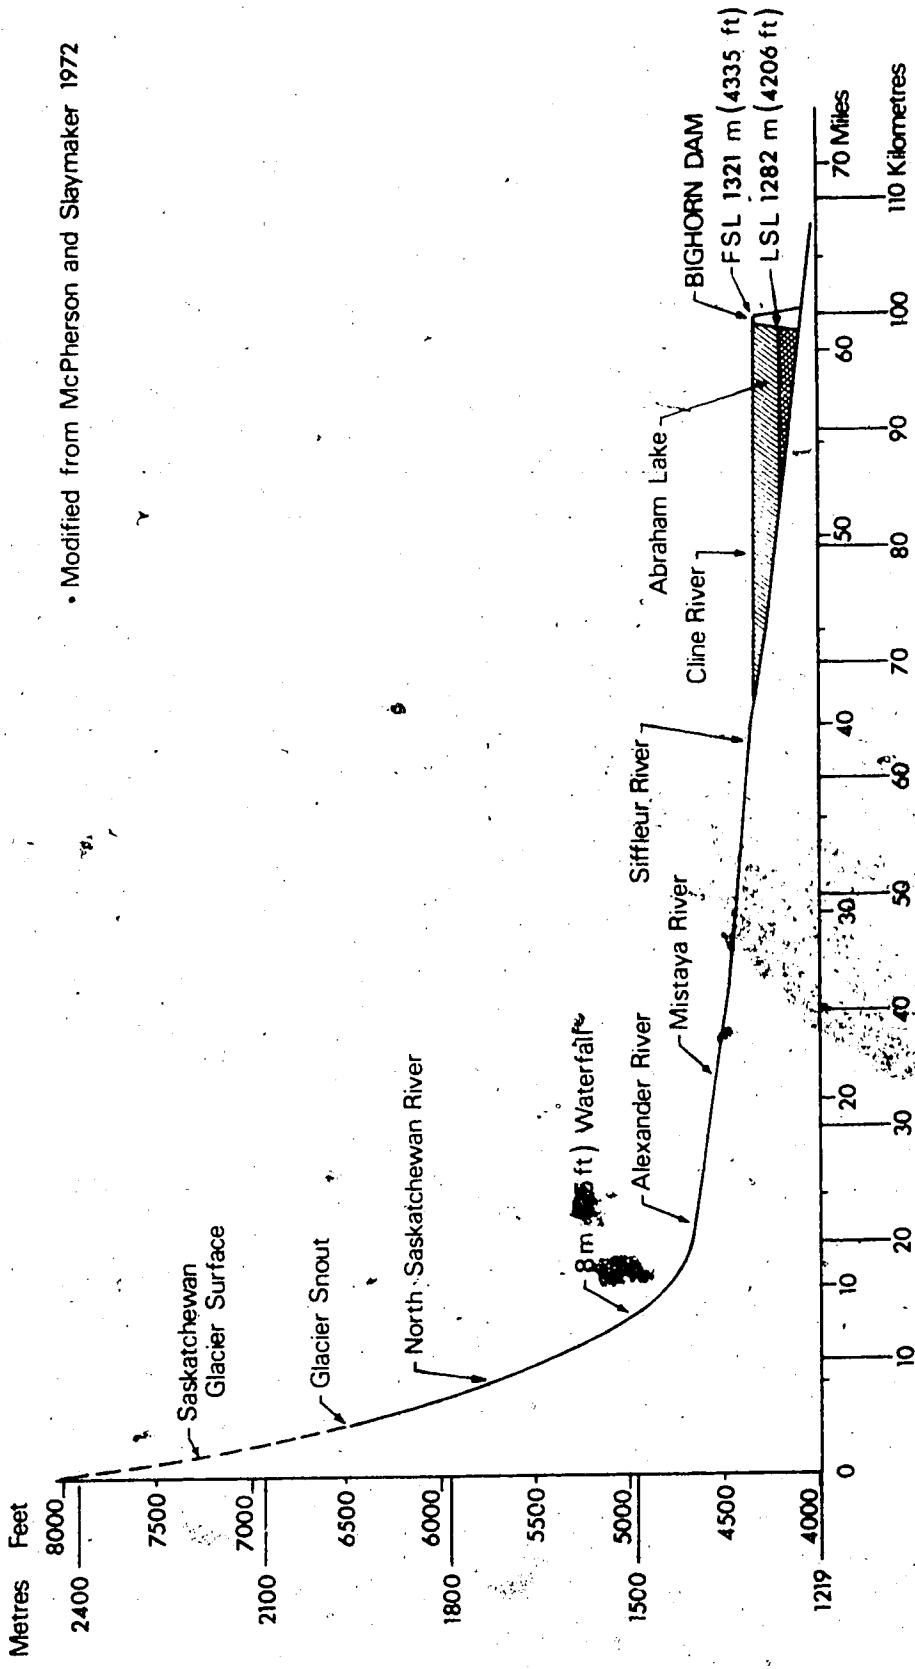 • Modified from McPherson and Slaymaker 1972
Metres Feet
8000
2400
7500
7000
2100
6500
6000
1800
5500
5000
1500
4500
4000
1219
Saskatchewan
Glacier Surface
Glacier Snout
North Saskatchewan River
8m ft) Waterfall
Alexander River
Mistaya River
Siffleur River
Cline River
Abraham Lake
BIGHORN DAM
FSL 1321 m (4335 ft)
LSL 1282 m (4206 ft)
0 10 20 30 40 50 60 70 Miles
10 20 30 40 50 60 70 80 90 100 110 Kilometres